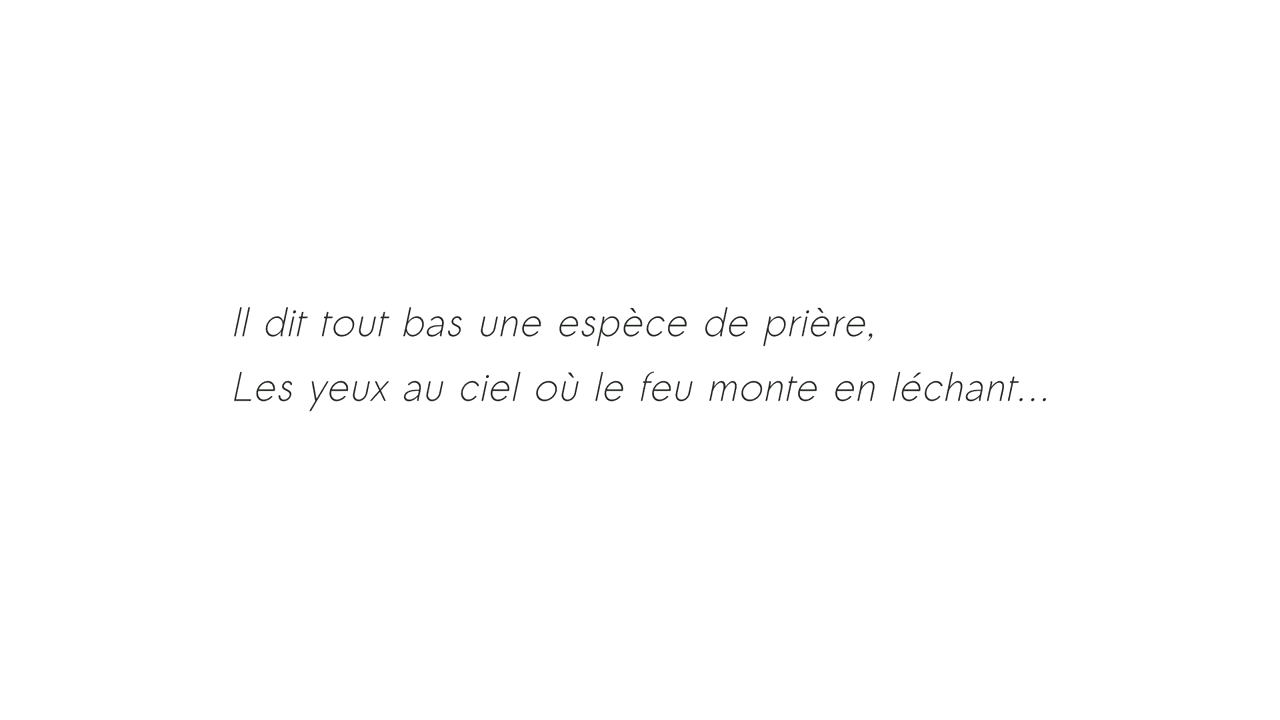 Il dit tout bas une espèce de prière,
Les yeux au ciel où le feu monte en léchant...